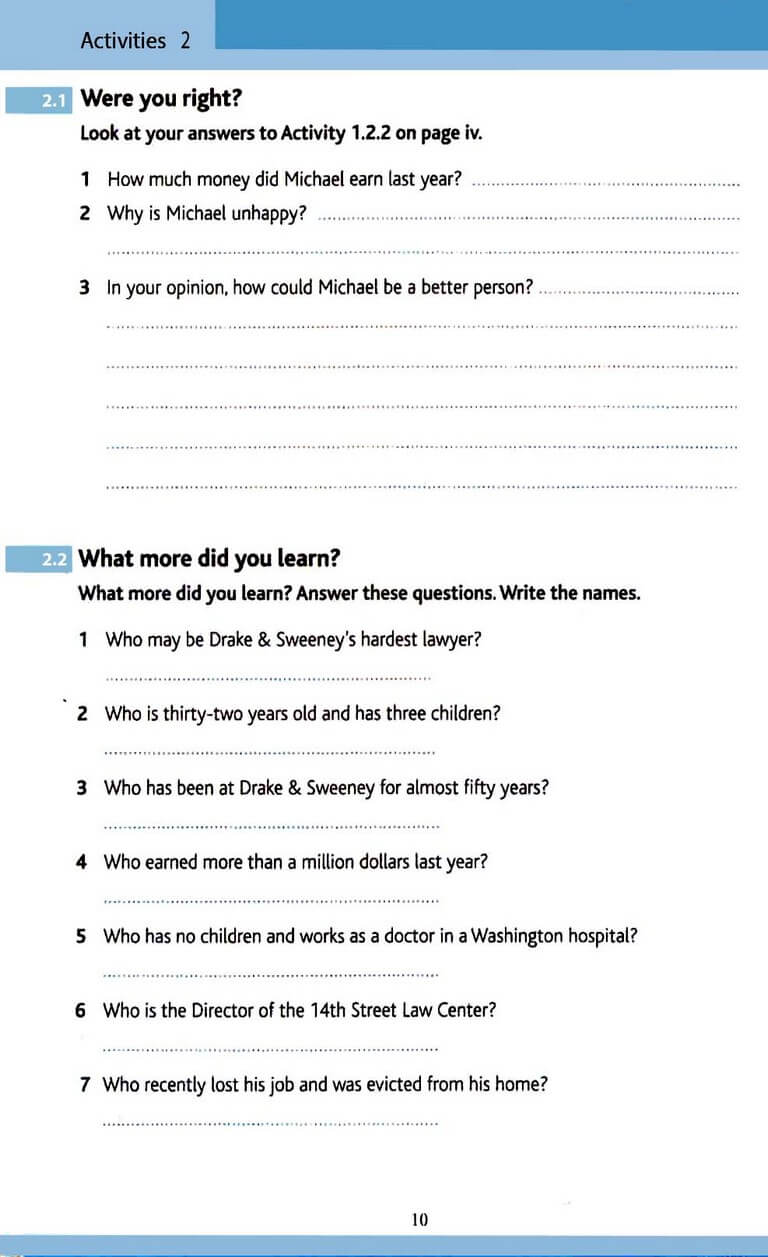 Activities 2
2.1 Were you right?
Look at your answers to Activity 1.2.2 on page iv.
1 How much money did Michael earn last year?
2 Why is Michael unhappy?
3 In your opinion, how could Michael be a better person?
2.2 What more did you learn?
What more did you learn? Answer these questions. Write the names.
1 Who may be Drake & Sweeney's hardest lawyer?
2 Who is thirty-two years old and has three children?
3 Who has been at Drake & Sweeney for almost fifty years?
4 Who earned more than a million dollars last year?
5 Who has no children and works as a doctor in a Washington hospital?
6 Who is the Director of the 14th Street Law Center?
7 Who recently lost his job and was evicted from his home?
10